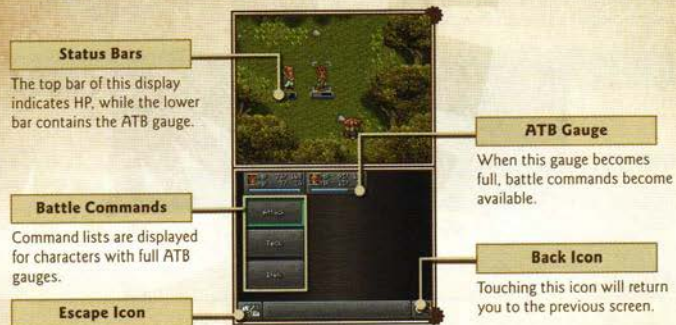 Status Bars
The top bar of this display
indicates HP, while the lower
bar contains the ATB gauge.
ATB Gauge
When this gauge becomes
full, battle commands become
available.
Battle Commands
Command lists are displayed
for characters with full ATB
gauges.
Attack
Tech
Item
Back Icon
Touching this icon will return
you to the previous screen.
Escape Icon